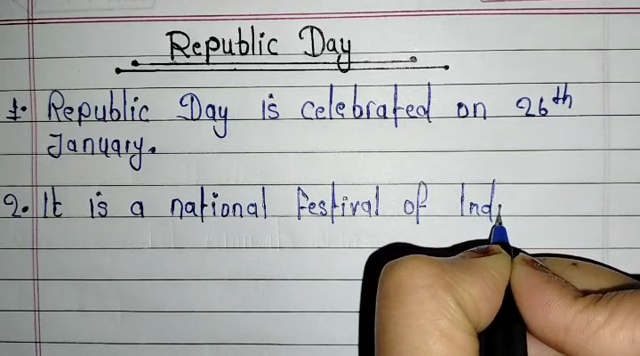 Republic Day
1. Republic Day is celebrated on 26th
January.
2. It is a national festival of Ind